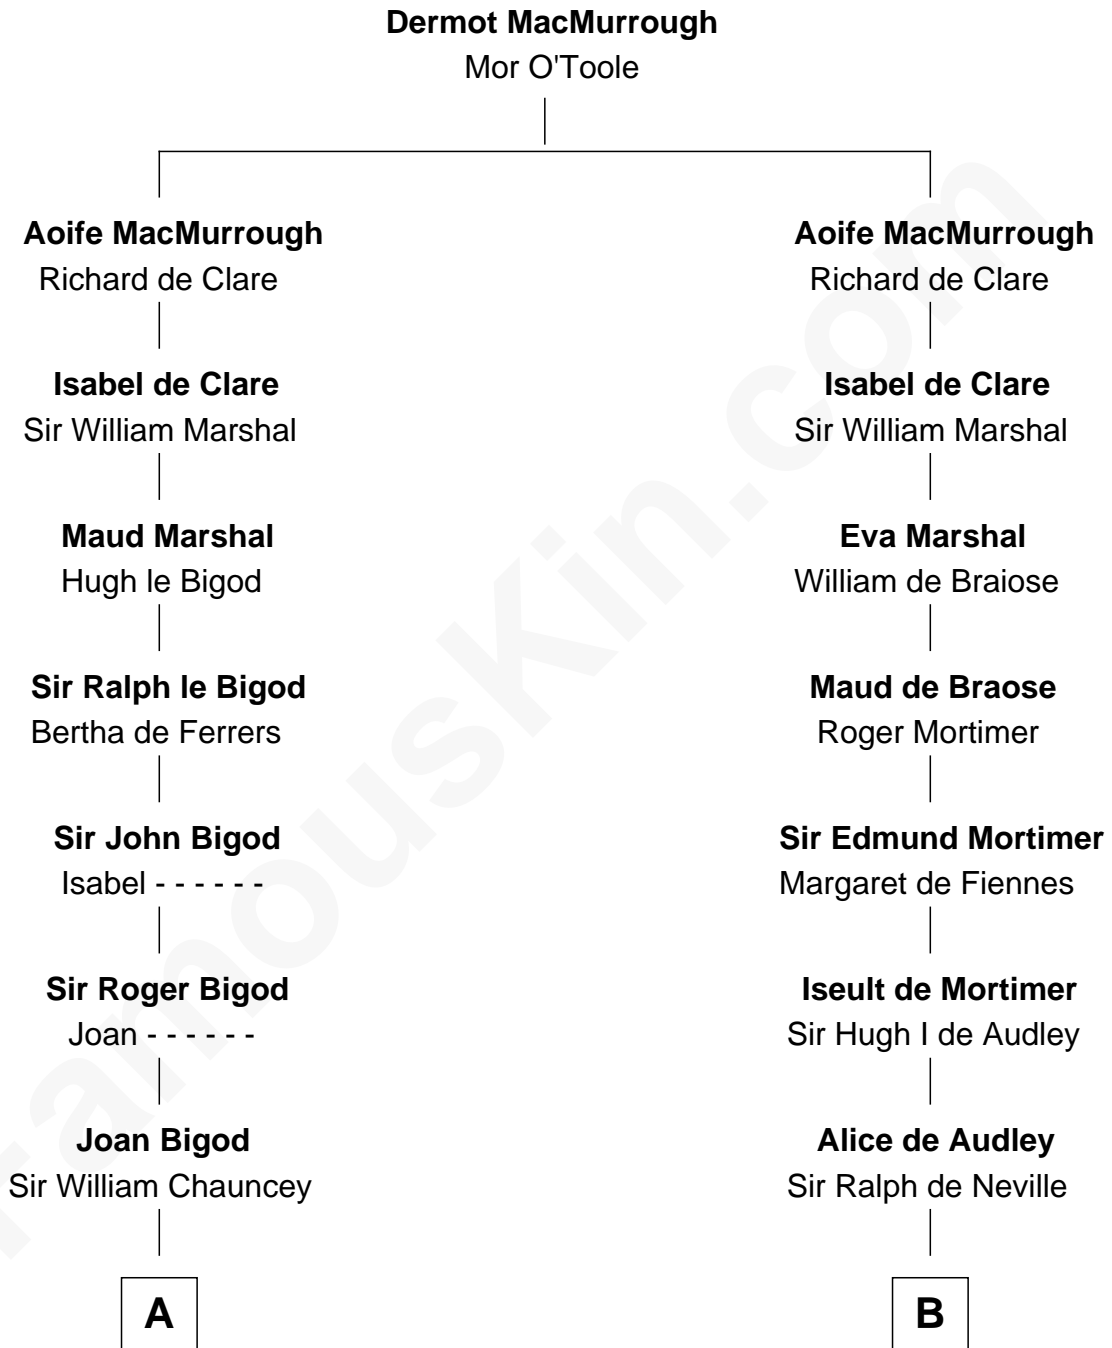 Dermot MacMurrough
Mor O'Toole
Aoife MacMurrough
Richard de Clare
Isabel de Clare
Sir William Marshal
Maud Marshal
Hugh le Bigod
Sir Ralph le Bigod
Bertha de Ferrers
Sir John Bigod
Isabel - - - - - -
Sir Roger Bigod
Joan - - - - - -
Joan Bigod
Sir William Chauncey
A
Aoife MacMurrough
Richard de Clare
Isabel de Clare
Sir William Marshal
Eva Marshal
William de Braiose
Maud de Braose
Roger Mortimer
Sir Edmund Mortimer
Margaret de Fiennes
Iseult de Mortimer
Sir Hugh I de Audley
Alice de Audley
Sir Ralph de Neville
B
famouskin.com